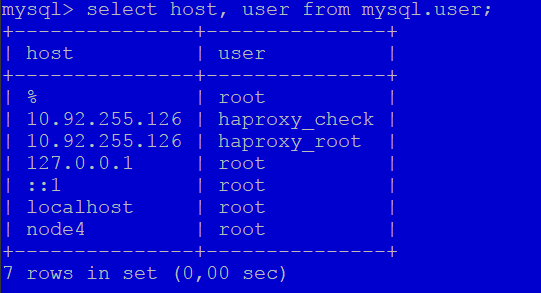 mysql> select host, user from mysql.user;
+---------------+---------------+
| host          | user          |
+---------------+---------------+
| %             | root          |
| 10.92.255.126 | haproxy_check |
| 10.92.255.126 | haproxy_root  |
| 127.0.0.1     | root          |
| ::1           | root          |
| localhost     | root          |
| node4         | root          |
+---------------+---------------+
7 rows in set (0,00 sec)